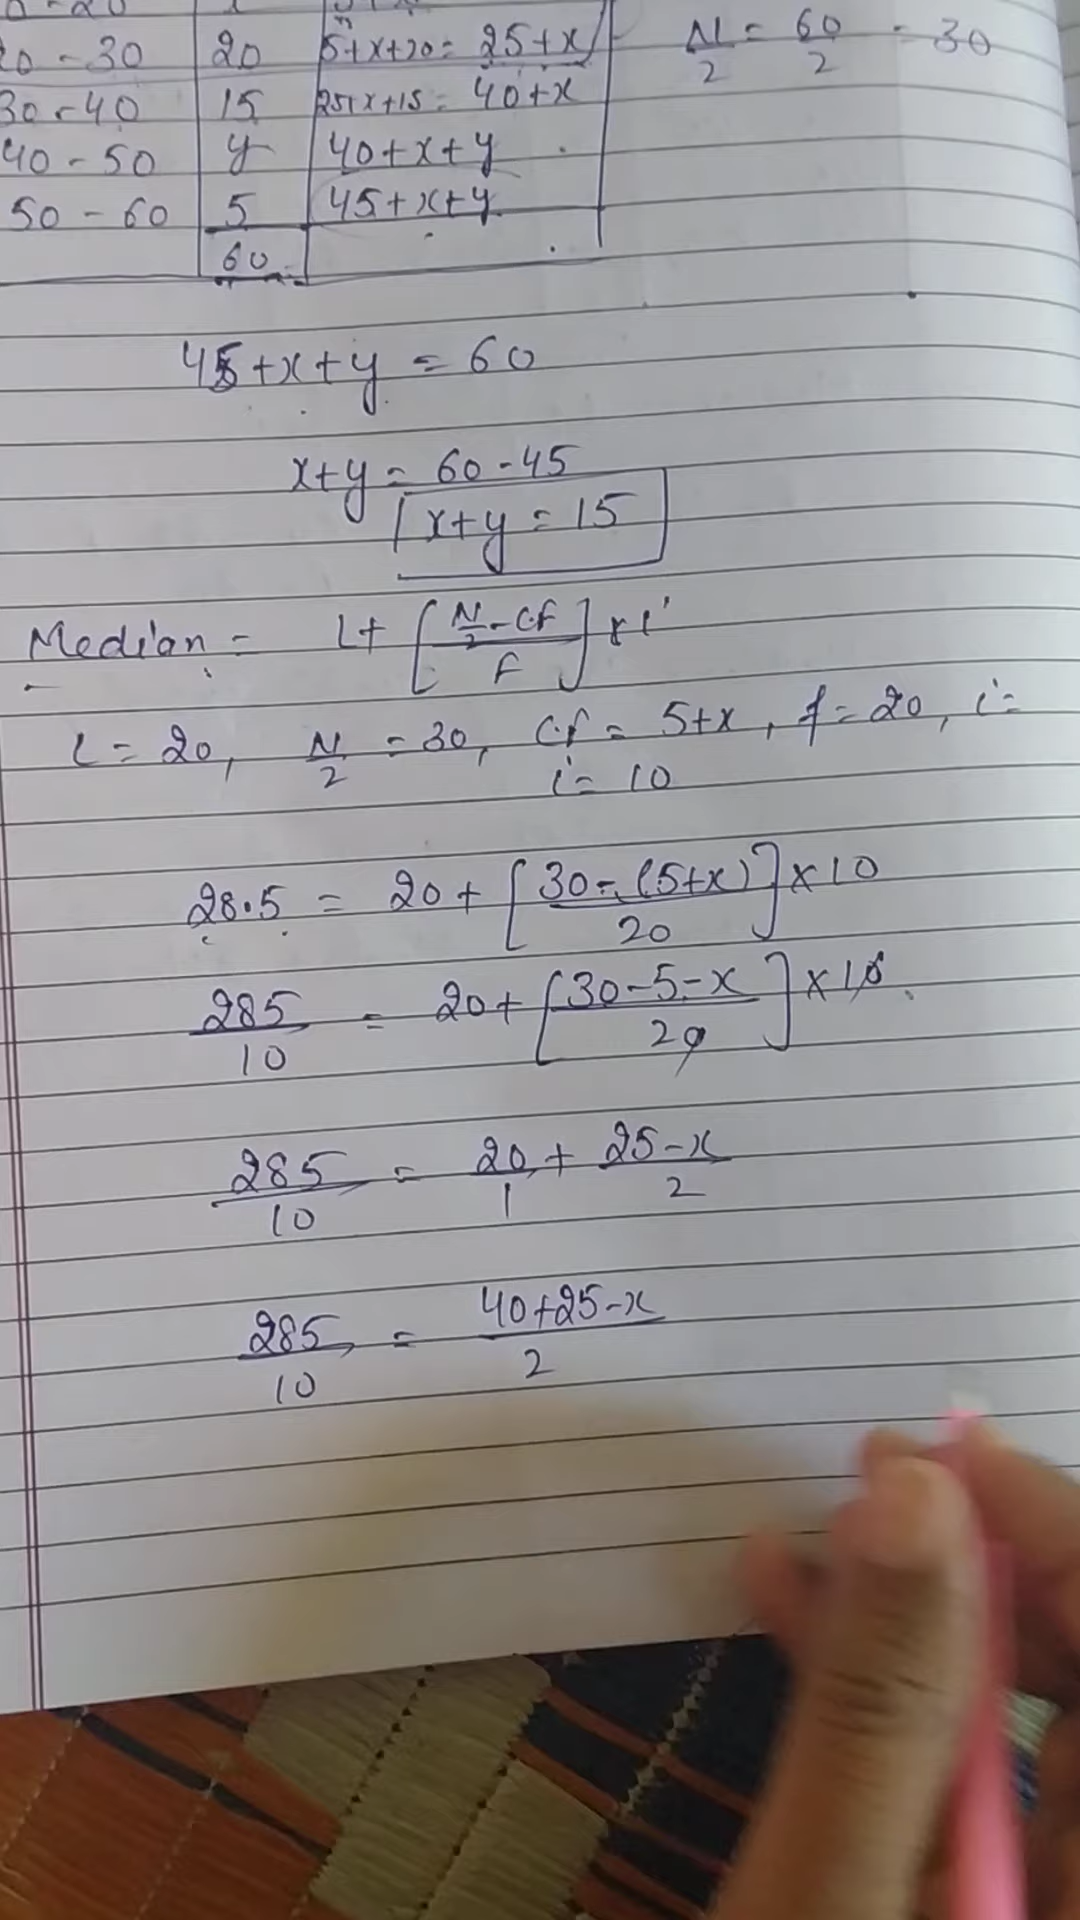 20 - 30 20 5+x+20 = 25+x N/2 = 60/2 = 30
30 - 40 15 25+x+15 = 40+x
40 - 50 y 40+x+y
50 - 60 5 45+x+y
60
45+x+y = 60
x+y = 60-45
x+y = 15
Median = L+ [(N/2 - Cf)/f] × i
L = 20, N/2 = 30, Cf = 5+x, f = 20, i =
i = 10
28.5 = 20 + [30-(5+x)/20] × 10
285/10 = 20 + [30-5-x/20] × 10
285/10 = 20/1 + 25-x/2
285/10 = 40+25-x/2